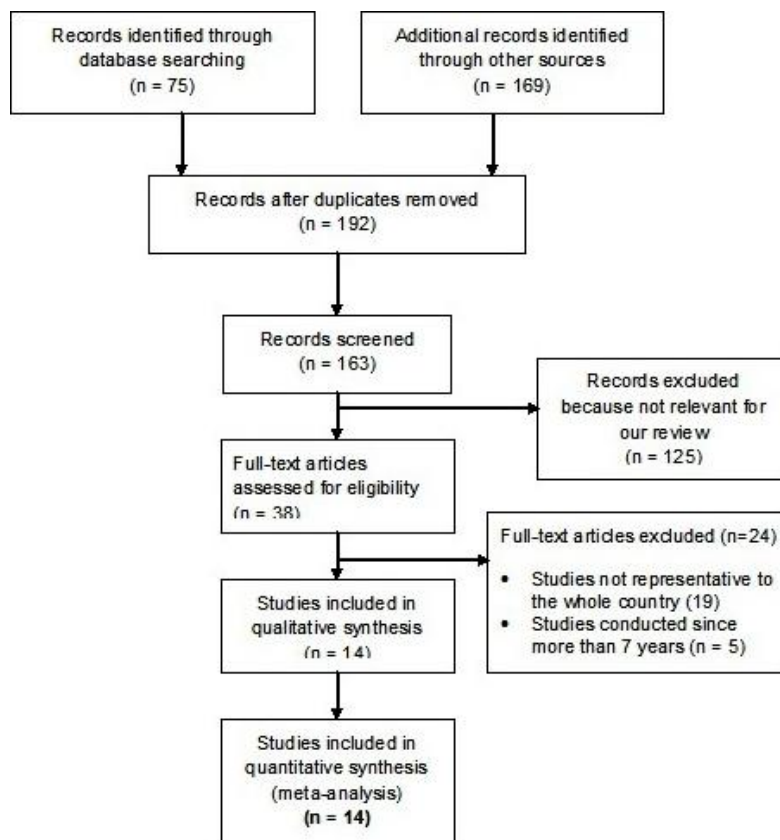 Records identified through
database searching
(n = 75)
Additional records identified
through other sources
(n = 169)
Records after duplicates removed
(n = 192)
Records screened
(n = 163)
Records excluded
because not relevant for
our review
(n = 125)
Full-text articles
assessed for eligibility
(n = 38)
Full-text articles excluded (n=24)
• Studies not representative to
the whole country (19)
• Studies conducted since
more than 7 years (n = 5)
Studies included in
qualitative synthesis
(n = 14)
Studies included in
quantitative synthesis
(meta-analysis)
(n = 14)